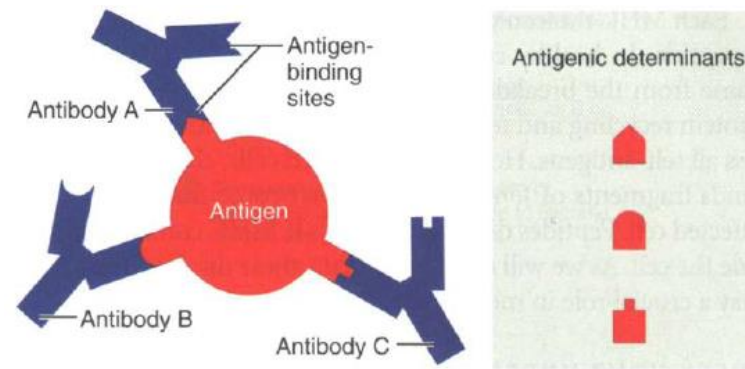 Antigen-
binding
sites
Antibody A
Antigen
Antibody B
Antibody C
Antigenic determinants